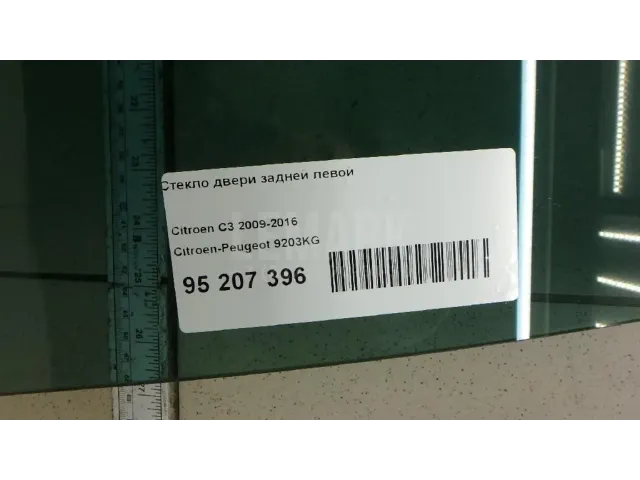 Стекло двери задней левой
Citroen C3 2009-2016
Citroen-Peugeot 9203KG
95 207 396